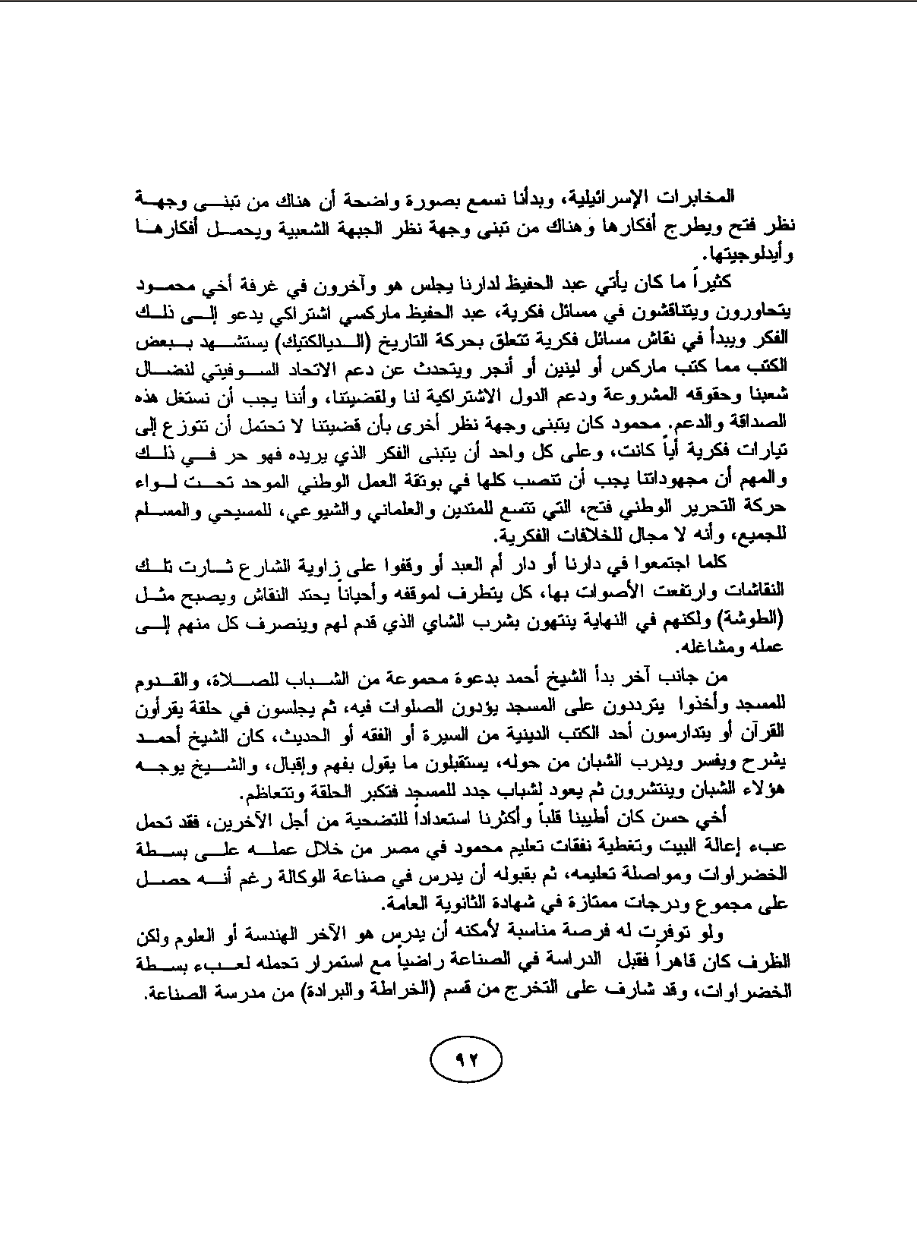 المخابرات الإسرائيلية، وبدأنا نسمع بصورة واضحة أن هناك من تبنى وجهة
نظر فتح ويطرح أفكارها وهناك من تبنى وجهة نظر الجبهة الشعبية ويحمل أفكارها
وأيدلوجيتها.
كثيراً ما كان يأتي عبد الحفيظ لدارنا يجلس هو وآخرون في غرفة أخي محمود
يتحاورون ويتناقشون في مسائل فكرية، عبد الحفيظ ماركسي اشتراكي يدعو إلى ذلك
الفكر ويبدأ في نقاش مسائل فكرية تتعلق بحركة التاريخ (الديالكتيك) يستشهد ببعض
الكتب مما كتب ماركس أو لينين أو أنجر ويتحدث عن دعم الاتحاد السوفيتي لنضال
شعبنا وحقوقه المشروعة ودعم الدول الاشتراكية لنا ولقضيتنا، وأننا يجب أن نستغل هذه
الصداقة والدعم. محمود كان يتبنى وجهة نظر أخرى بأن قضيتنا لا تحتمل أن نتوزع إلى
تيارات فكرية أياً كانت، وعلى كل واحد أن يتبنى الفكر الذي يريده فهو حر في ذلك
والمهم أن مجهوداتنا يجب أن تنصب كلها في بوتقة العمل الوطني الموحد تحت لواء
حركة التحرير الوطني فتح، التي تتسع للمتدين والعلماني والشيوعي، للمسيحي والمسلم
للجميع، وأنه لا مجال للخلافات الفكرية.
كلما اجتمعوا في دارنا أو دار أم العبد أو وقفوا على زاوية الشارع ثارت تلك
النقاشات وارتفعت الأصوات بها، كل يتطرف لموقفه وأحياناً يحتد النقاش ويصبح مثل
(الطوشة) ولكنهم في النهاية ينتهون بشرب الشاي الذي قدم لهم وينصرف كل منهم إلى
عمله ومشاغله.
من جانب آخر بدأ الشيخ أحمد بدعوة مجموعة من الشباب للصلاة، والقدوم
للمسجد وأخذوا يترددون على المسجد يؤدون الصلوات فيه، ثم يجلسون في حلقة يقرأون
القرآن أو يتدارسون أحد الكتب الدينية من السيرة أو الفقه أو الحديث، كان الشيخ أحمد
يشرح ويفسر ويدرب الشبان من حوله، يستقبلون ما يقول بفهم وإقبال، والشيخ يوجه
هؤلاء الشبان وينتشرون ثم يعود لشباب جدد للمسجد فتكبر الحلقة وتتعاظم.
أخي حسن كان أطيبنا قلباً وأكثرنا استعداداً للتضحية من أجل الآخرين، فقد تحمل
عبء إعالة البيت وتغطية نفقات تعليم محمود في مصر من خلال عمله على بسطة
الخضراوات ومواصلة تعليمه، ثم بقبوله أن يدرس في صناعة الوكالة رغم أنه حصل
على مجموع ودرجات ممتازة في شهادة الثانوية العامة.
ولو توفرت له فرصة مناسبة لأمكنه أن يدرس هو الآخر الهندسة أو العلوم ولكن
الظرف كان قاهراً فقبل الدراسة في الصناعة راضياً مع استمرار تحمله لعبء بسطة
الخضراوات، وقد شارف على التخرج من قسم (الخراطة والبرادة) من مدرسة الصناعة.
٩٢